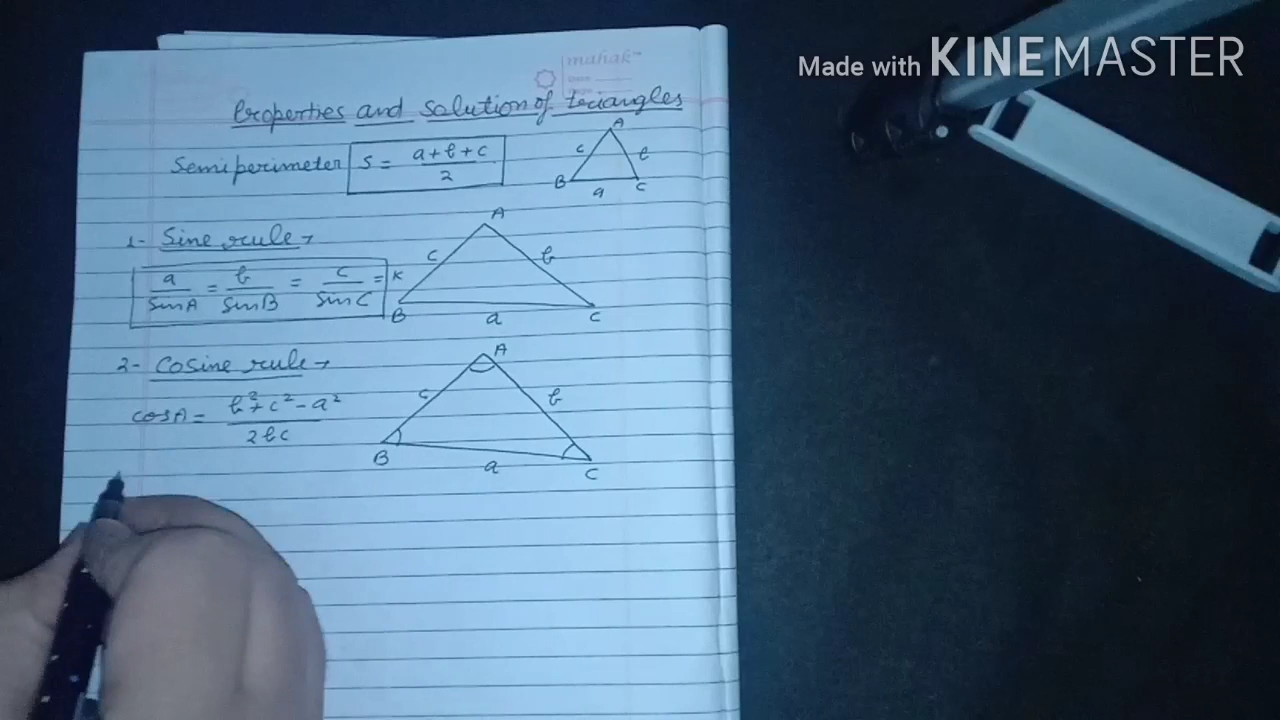 Made with KINEMASTER
mahak™
Properties and Solution of triangles
Semiperimeter S = a+b+c / 2
A
c b
B a C
1- Sine rule →
a / sinA = b / sinB = c / sinC = K
A
c b
B a C
2- Cosine rule →
cosA = b²+c²-a² / 2bc
A
c b
B a C